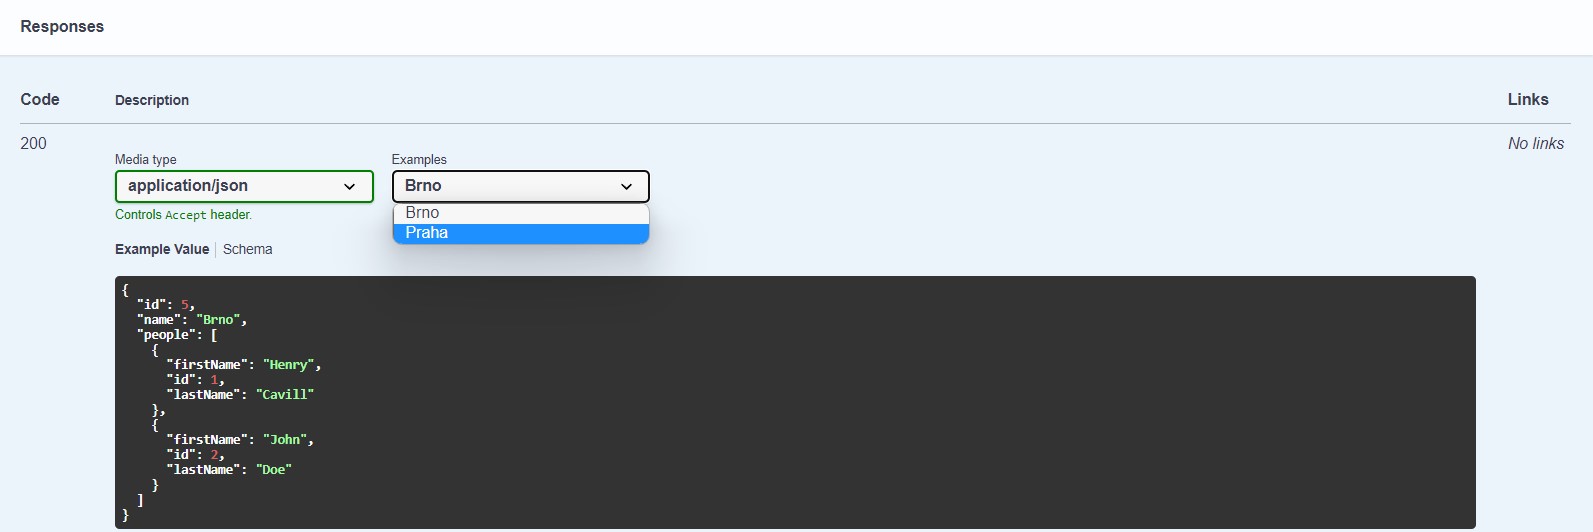 Responses
Code Description Links
200 No links
Media type Examples
application/json Brno
Controls Accept header. Brno
Praha
Example Value Schema
{
  "id": 5,
  "name": "Brno",
  "people": [
    {
      "firstName": "Henry",
      "id": 1,
      "lastName": "Cavill"
    },
    {
      "firstName": "John",
      "id": 2,
      "lastName": "Doe"
    }
  ]
}